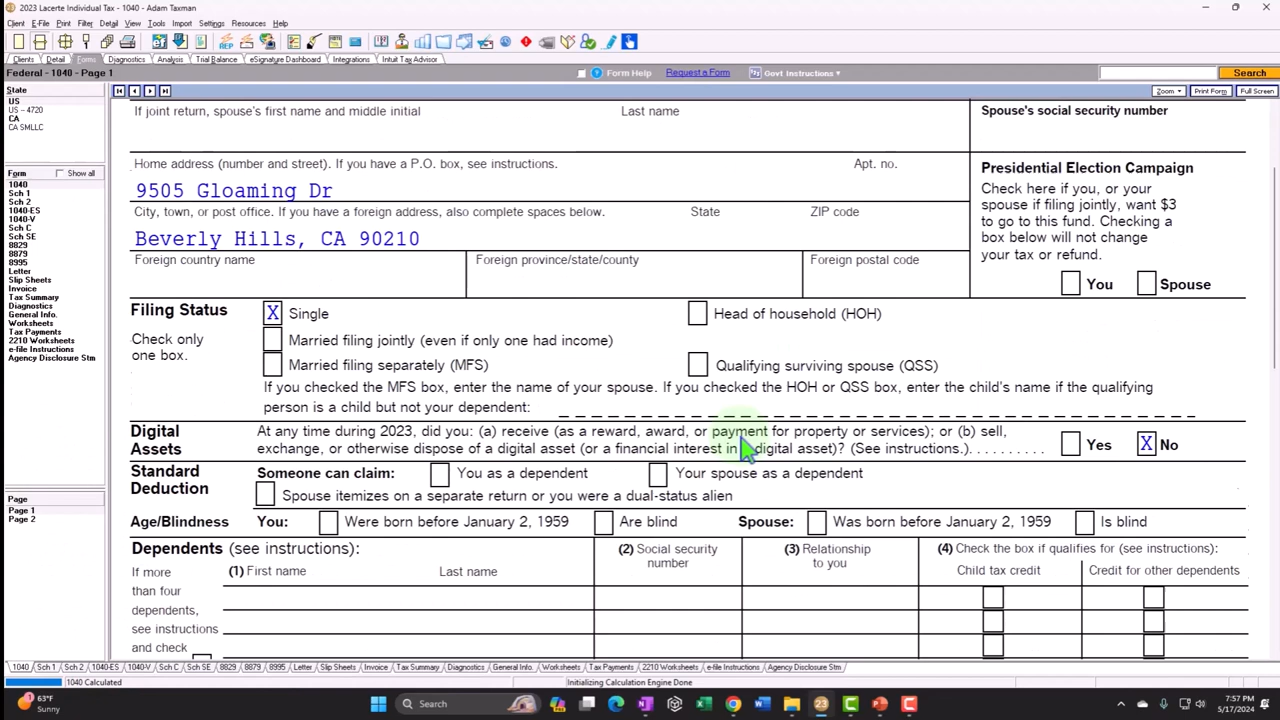 2023 Lacerte Individual Tax - 1040 - Adam Taxman
Client E-File Print Filter Detail View Tools Import Settings Resources Help
Clients Detail Forms Diagnostics Analysis Trial Balance eSignature Dashboard Integrations Intuit Tax Advisor
Federal - 1040 - Page 1 Form Help Request a Form Govt Instructions Search
State
US
US - 4720
CA
CA SMLLC
Form Show all
1040
Sch 1
Sch 2
1040-ES
1040-V
Sch C
Sch SE
8829
8879
8995
Letter
Slip Sheets
Invoice
Tax Summary
Diagnostics
General Info.
Worksheets
Tax Payments
2210 Worksheets
e-file Instructions
Agency Disclosure Stm
Page
Page 1
Page 2
Zoom Print Form Full Screen
If joint return, spouse's first name and middle initial Last name Spouse's social security number
Home address (number and street). If you have a P.O. box, see instructions. Apt. no.
9505 Gloaming Dr
City, town, or post office. If you have a foreign address, also complete spaces below. State ZIP code
Beverly Hills, CA 90210
Foreign country name Foreign province/state/county Foreign postal code
Presidential Election Campaign
Check here if you, or your
spouse if filing jointly, want $3
to go to this fund. Checking a
box below will not change
your tax or refund.
You Spouse
Filing Status
Check only
one box.
X Single Head of household (HOH)
Married filing jointly (even if only one had income)
Married filing separately (MFS) Qualifying surviving spouse (QSS)
If you checked the MFS box, enter the name of your spouse. If you checked the HOH or QSS box, enter the child's name if the qualifying
person is a child but not your dependent:
Digital
Assets
At any time during 2023, did you: (a) receive (as a reward, award, or payment for property or services); or (b) sell,
exchange, or otherwise dispose of a digital asset (or a financial interest in digital asset)? (See instructions.) . . . . . . . . . . Yes X No
Standard
Deduction
Someone can claim: You as a dependent Your spouse as a dependent
Spouse itemizes on a separate return or you were a dual-status alien
Age/Blindness You: Were born before January 2, 1959 Are blind Spouse: Was born before January 2, 1959 Is blind
Dependents (see instructions): (2) Social security number (3) Relationship to you (4) Check the box if qualifies for (see instructions):
(1) First name Last name Child tax credit Credit for other dependents
If more
than four
dependents,
see instructions
and check
1040 Sch 1 Sch 2 1040-ES 1040-V Sch C Sch SE 8829 8879 8995 Letter Slip Sheets Invoice Tax Summary Diagnostics General Info. Worksheets Tax Payments 2210 Worksheets e-file Instructions Agency Disclosure Stm
1040 Calculated Initializing Calculation Engine Done
63°F
Sunny
Search
7:57 PM
5/17/2024